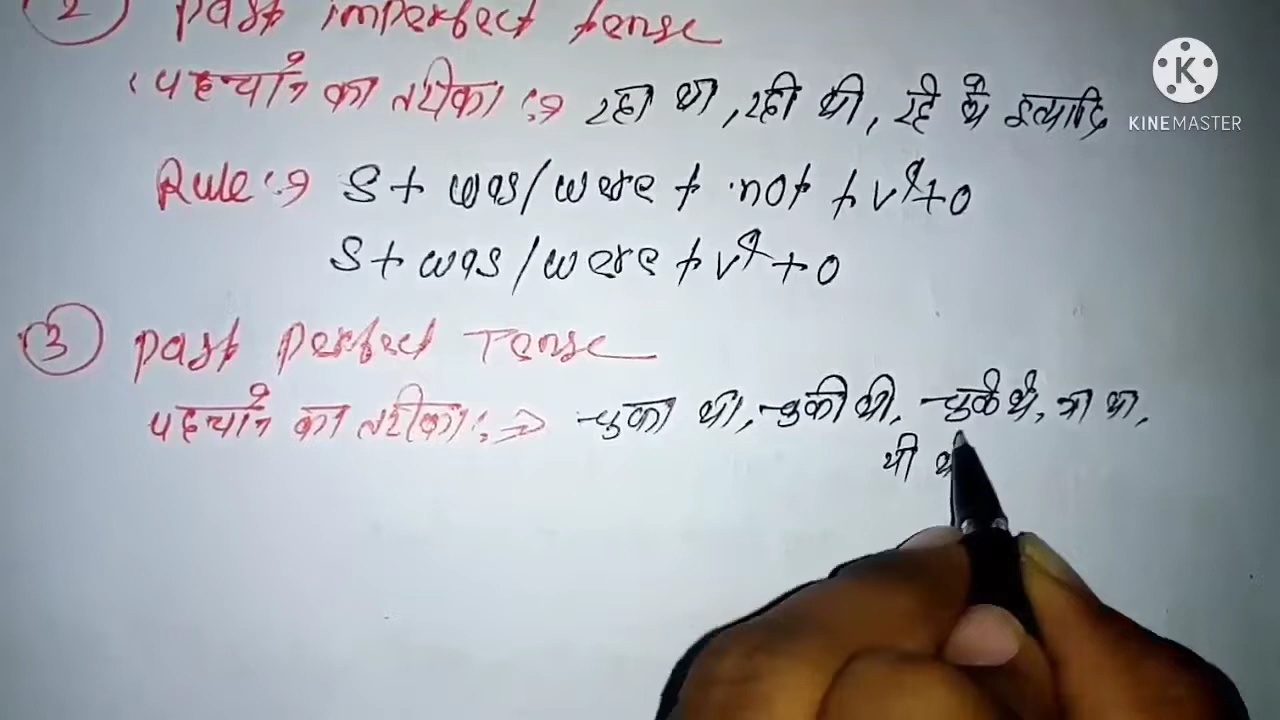 ② Past imperfect tense
पहचाने का तरीका :→ रहा था, रही थी, रहे थे इत्यादि
KINEMASTER
Rule :→ S + was/were + not + v⁴ + o
S + was/were + v⁴ + o
③ Past perfect Tense
पहचाने का तरीका :⇒ चुका था, चुकी थी, चुके थे, या था,
यी थी